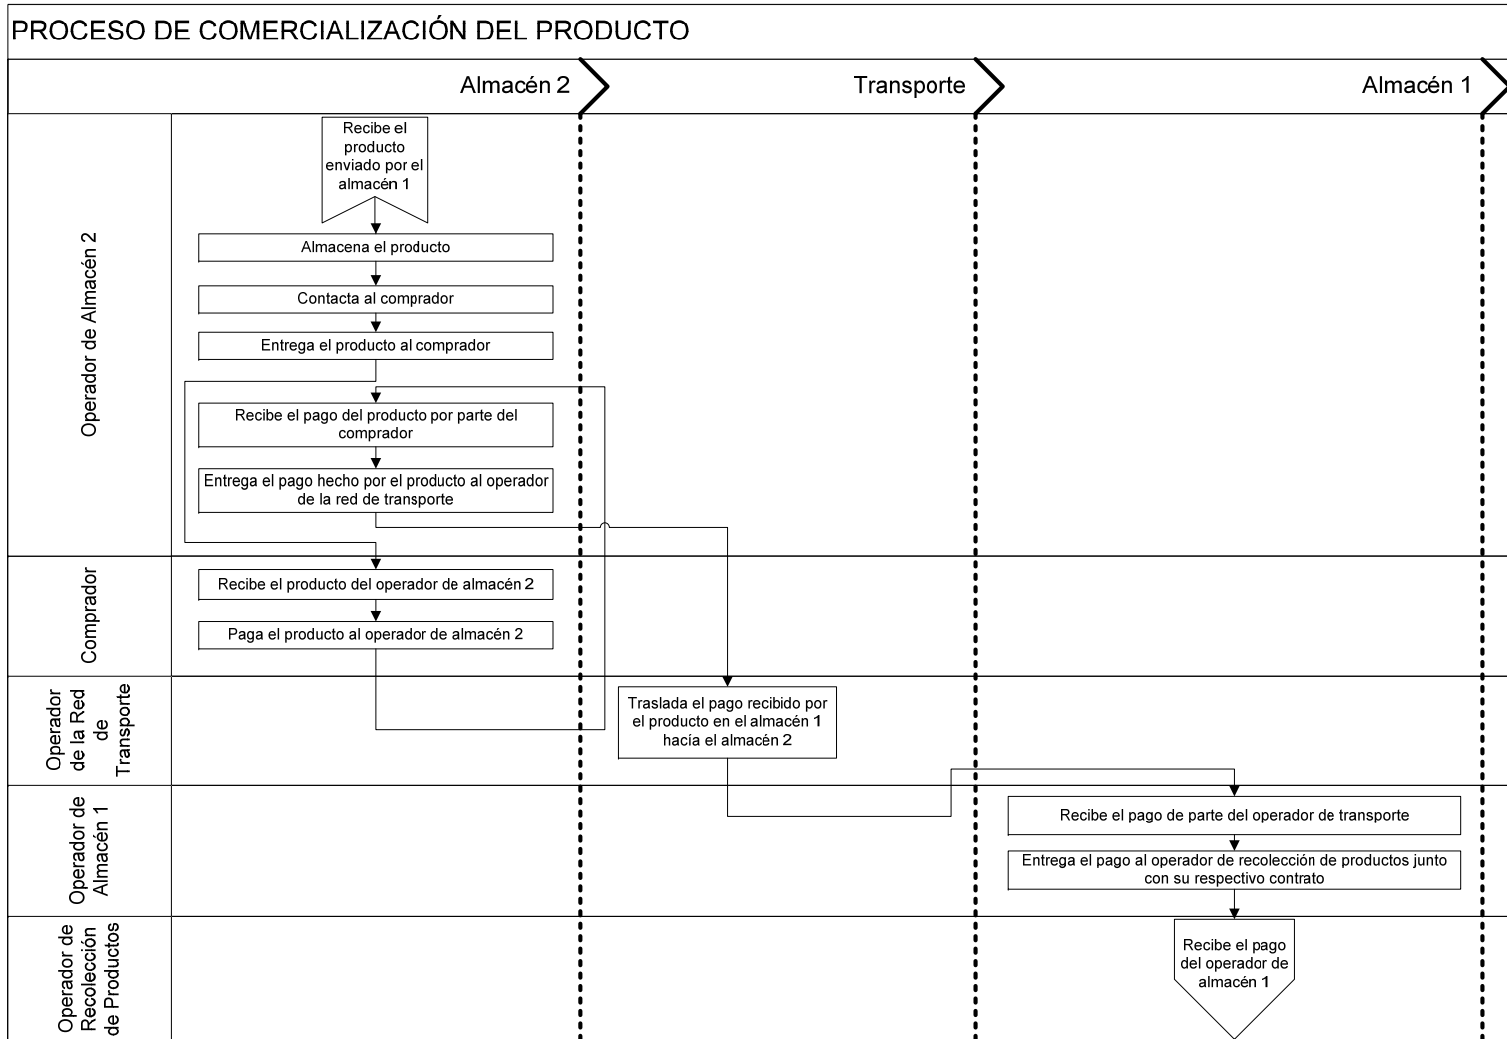 PROCESO DE COMERCIALIZACIÓN DEL PRODUCTO
Almacén 2
Transporte
Almacén 1
Operador de Almacén 2
Recibe el
producto
enviado por el
almacén 1
Almacena el producto
Contacta al comprador
Entrega el producto al comprador
Recibe el pago del producto por parte del
comprador
Entrega el pago hecho por el producto al operador
de la red de transporte
Comprador
Recibe el producto del operador de almacén 2
Paga el producto al operador de almacén 2
Operador
de la Red
de
Transporte
Traslada el pago recibido por
el producto en el almacén 1
hacía el almacén 2
Operador de
Almacén 1
Recibe el pago de parte del operador de transporte
Entrega el pago al operador de recolección de productos junto
con su respectivo contrato
Operador de
Recolección
de Productos
Recibe el pago
del operador de
almacén 1